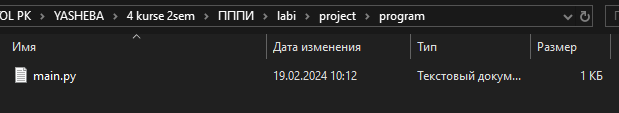 OL PK > YASHEBA > 4 kurse 2sem > ПППИ > labi > project > program
Имя Дата изменения Тип Размер
main.py 19.02.2024 10:12 Текстовый докум... 1 КБ